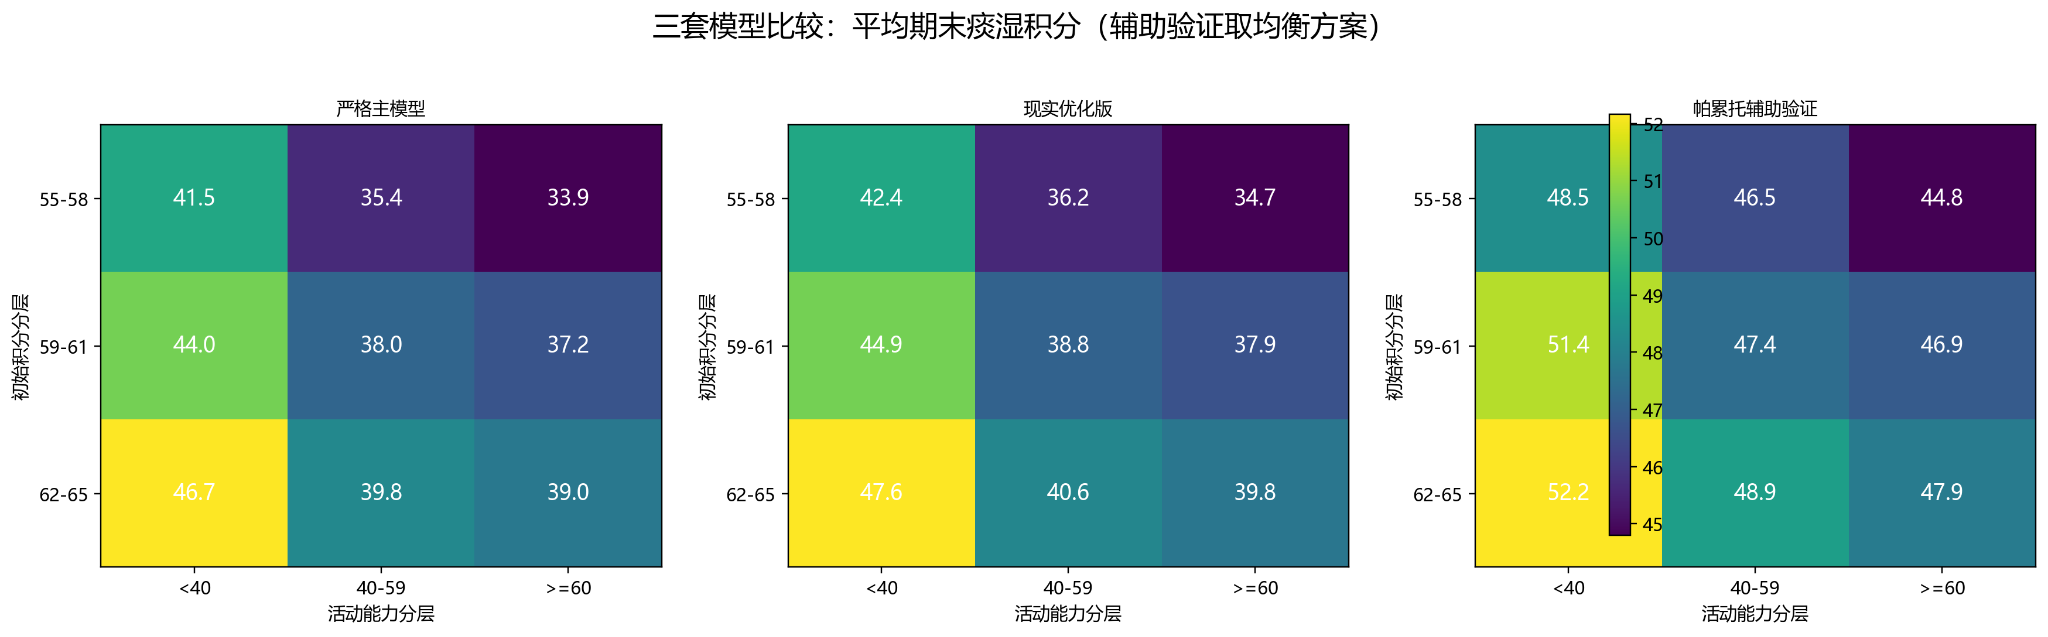 三套模型比较：平均期末痰湿积分（辅助验证取均衡方案）
严格主模型
初始积分分层
55-58
59-61
62-65
41.5 35.4 33.9
44.0 38.0 37.2
46.7 39.8 39.0
<40 40-59 >=60
活动能力分层
现实优化版
初始积分分层
55-58
59-61
62-65
42.4 36.2 34.7
44.9 38.8 37.9
47.6 40.6 39.8
<40 40-59 >=60
活动能力分层
帕累托辅助验证
初始积分分层
55-58
59-61
62-65
48.5 46.5 44.8
51.4 47.4 46.9
52.2 48.9 47.9
<40 40-59 >=60
活动能力分层
52
51
50
49
48
47
46
45